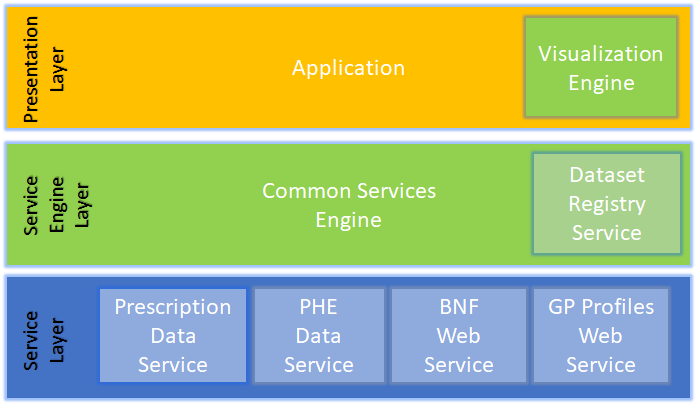 Presentation
Layer
Application
Visualization
Engine
Service
Engine
Layer
Common Services
Engine
Dataset
Registry
Service
Service
Layer
Prescription
Data
Service
PHE
Data
Service
BNF
Web
Service
GP Profiles
Web
Service